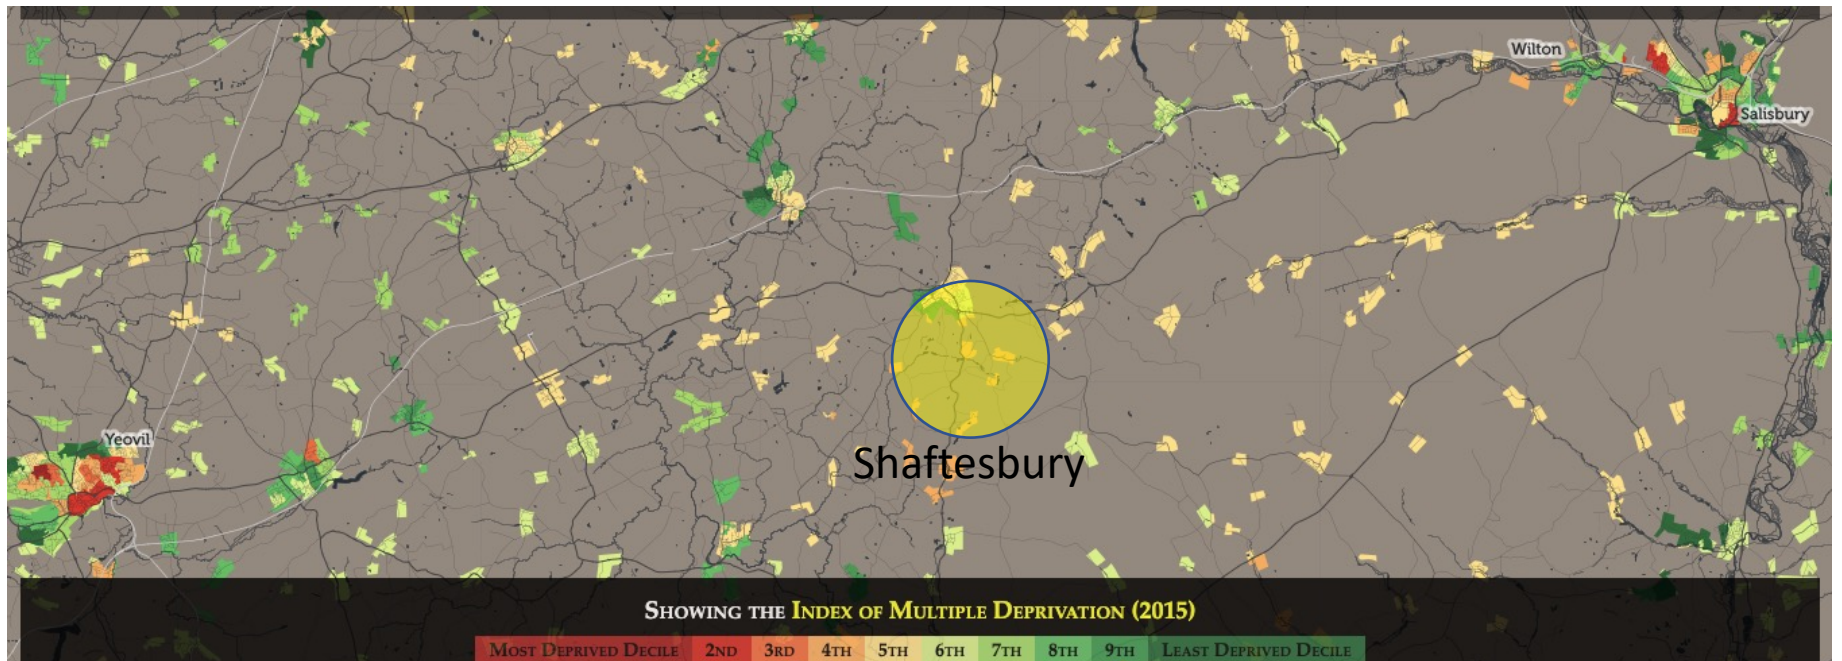 Wilton
Salisbury
Yeovil
Shaftesbury
SHOWING THE INDEX OF MULTIPLE DEPRIVATION (2015)
MOST DEPRIVED DECILE 2ND 3RD 4TH 5TH 6TH 7TH 8TH 9TH LEAST DEPRIVED DECILE